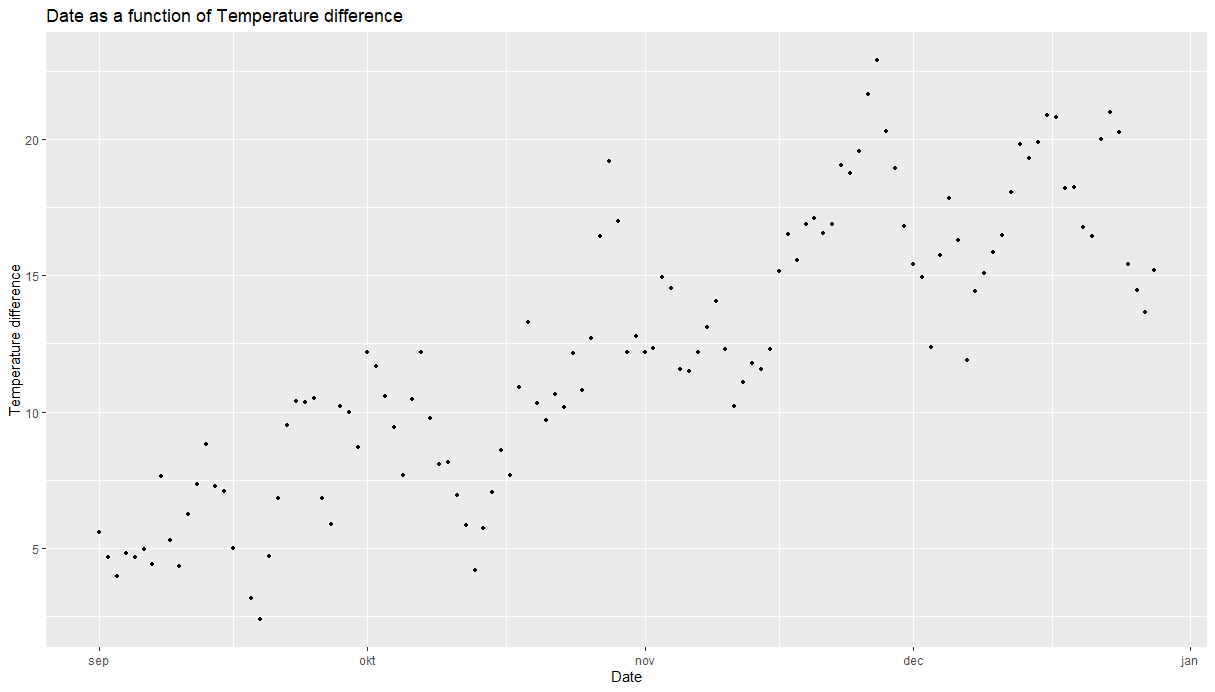 Date as a function of Temperature difference
Temperature difference
20
15
10
5
sep
okt
nov
dec
jan
Date